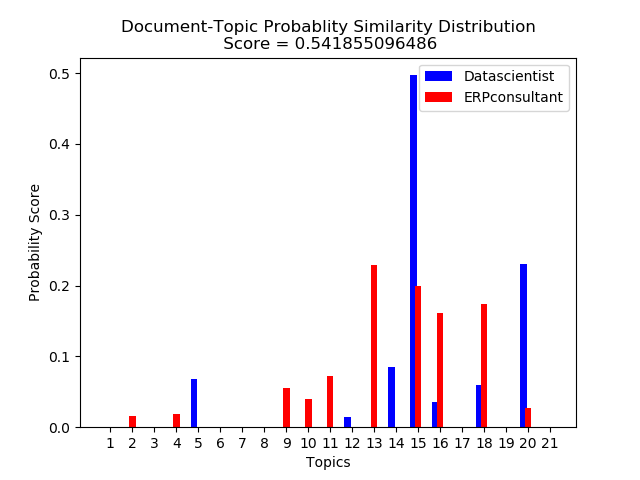 Document-Topic Probablity Similarity Distribution
Score = 0.541855096486
Datascientist
ERPconsultant
Probability Score
0.5
0.4
0.3
0.2
0.1
0.0
1 2 3 4 5 6 7 8 9 10 11 12 13 14 15 16 17 18 19 20 21
Topics